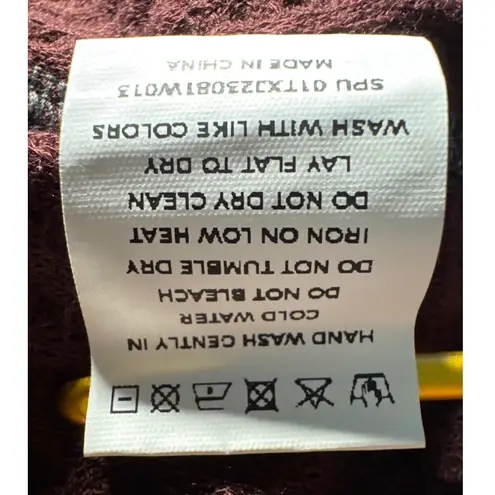 HAND WASH GENTLY IN
COLD WATER
DO NOT BLEACH
DO NOT TUMBLE DRY
IRON ON LOW HEAT
DO NOT DRY CLEAN
LAY FLAT TO DRY
WASH WITH LIKE COLORS
SPU 01TXJ23081W013
MADE IN CHINA